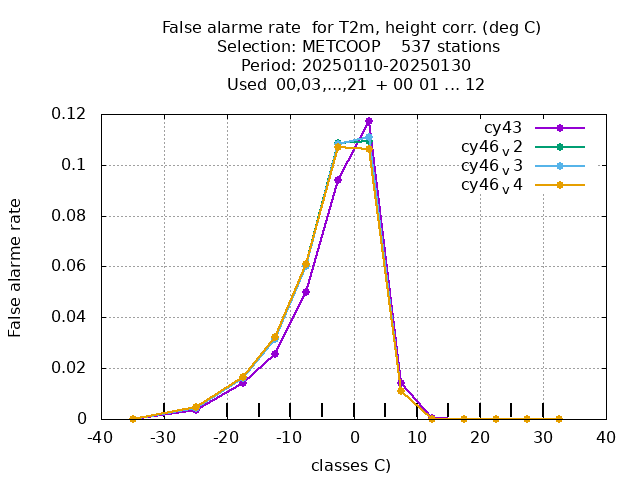 False alarme rate  for T2m, height corr. (deg C)
Selection: METCOOP    537 stations
Period: 20250110-20250130
Used  00,03,...,21  + 00 01 ... 12
False alarme rate
0.12
0.1
0.08
0.06
0.04
0.02
0
cy43
cy46 v 2
cy46 v 3
cy46 v 4
-40 -30 -20 -10 0 10 20 30 40
classes C)